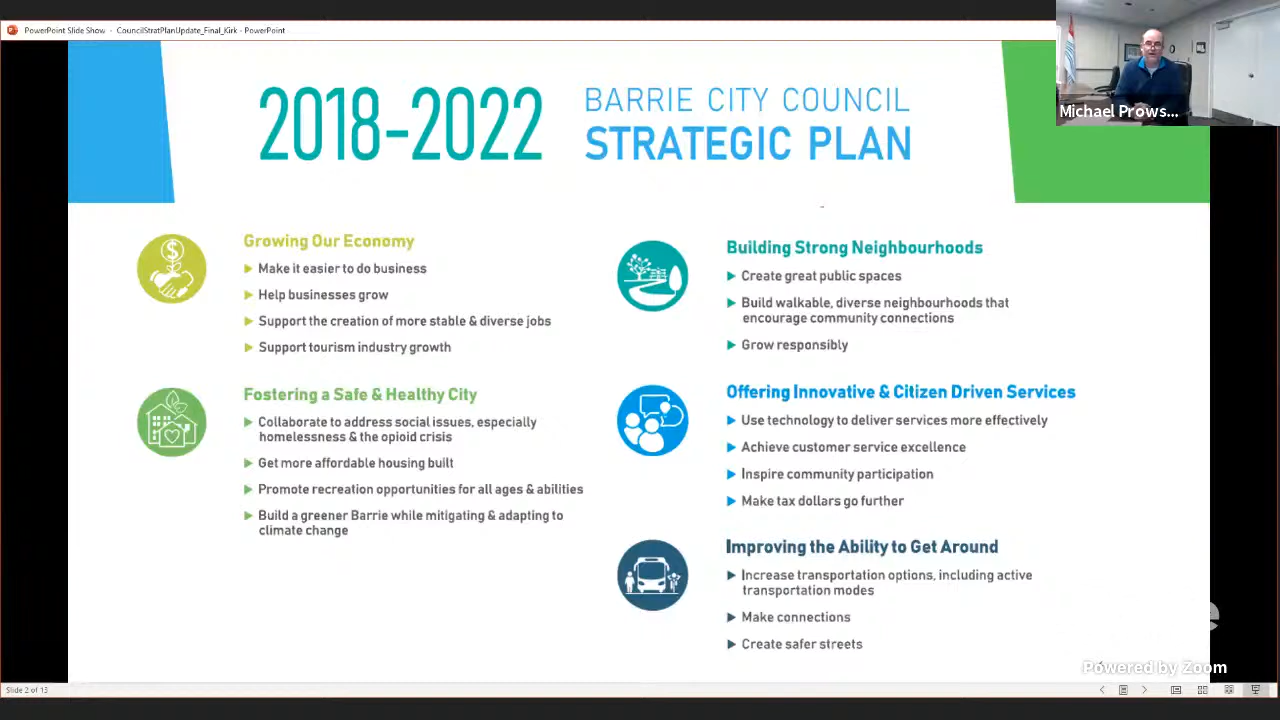 PowerPoint Slide Show - CouncilStratPlanUpdate_Final_Kirk - PowerPoint
Michael Prows...
2018-2022
BARRIE CITY COUNCIL
STRATEGIC PLAN
Growing Our Economy
Make it easier to do business
Help businesses grow
Support the creation of more stable & diverse jobs
Support tourism industry growth
Fostering a Safe & Healthy City
Collaborate to address social issues, especially
homelessness & the opioid crisis
Get more affordable housing built
Promote recreation opportunities for all ages & abilities
Build a greener Barrie while mitigating & adapting to
climate change
Building Strong Neighbourhoods
Create great public spaces
Build walkable, diverse neighbourhoods that
encourage community connections
Grow responsibly
Offering Innovative & Citizen Driven Services
Use technology to deliver services more effectively
Achieve customer service excellence
Inspire community participation
Make tax dollars go further
Improving the Ability to Get Around
Increase transportation options, including active
transportation modes
Make connections
Create safer streets
Powered by Zoom
Slide 2 of 13